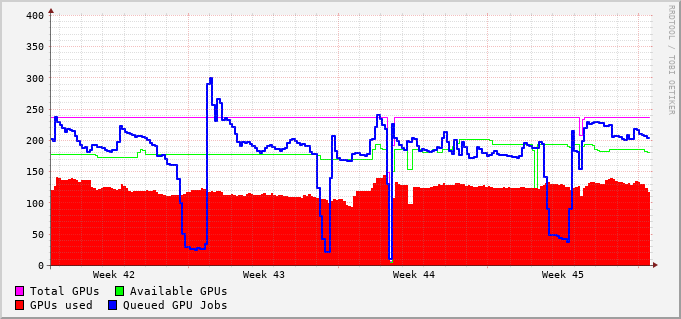 400
350
300
250
200
150
100
50
0
Week 42 Week 43 Week 44 Week 45
Total GPUs Available GPUs
GPUs used Queued GPU Jobs
RRDTOOL / TOBI OETIKER